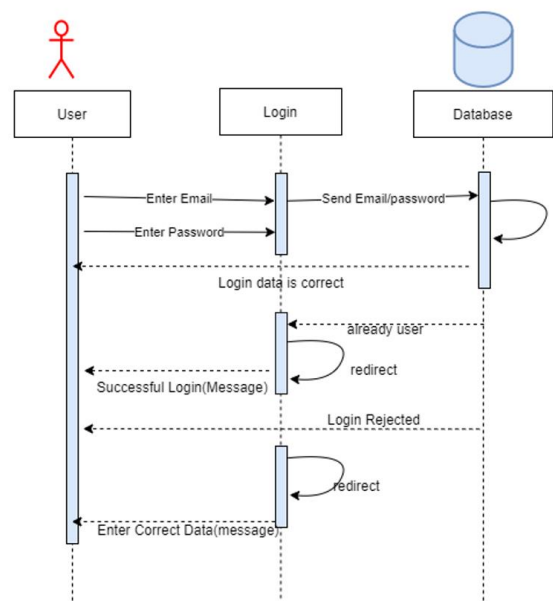 User
Login
Database
Enter Email
Send Email/password
Enter Password
Login data is correct
already user
redirect
Successful Login(Message)
Login Rejected
redirect
Enter Correct Data(message)